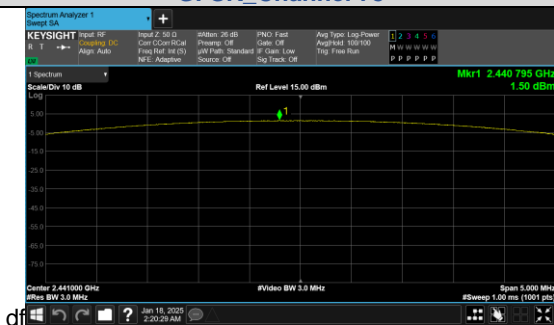 Spectrum Analyzer 1
Swept SA
KEYSIGHT
R T
Input: RF
Coupling: DC
Align: Auto
Input Z: 50 Ω
Corr CCorr RCal
Freq Ref: Int (S)
NFE: Adaptive
#Atten: 26 dB
Preamp: Off
µW Path: Standard
Source: Off
PNO: Fast
Gate: Off
IF Gain: Low
Sig Track: Off
Avg Type: Log-Power
Avg|Hold: 100/100
Trig: Free Run
1 2 3 4 5 6
M W W W W W
P P P P P P
1 Spectrum
Scale/Div 10 dB
Ref Level 15.00 dBm
Mkr1 2.440 795 GHz
1.50 dBm
Log
1
5.00
-5.00
-15.0
-25.0
-35.0
-45.0
-55.0
-65.0
-75.0
Center 2.441000 GHz
#Video BW 3.0 MHz
Span 5.000 MHz
#Res BW 3.0 MHz
#Sweep 1.00 ms (1001 pts)
df
?
Jan 18, 2025
2:20:29 AM